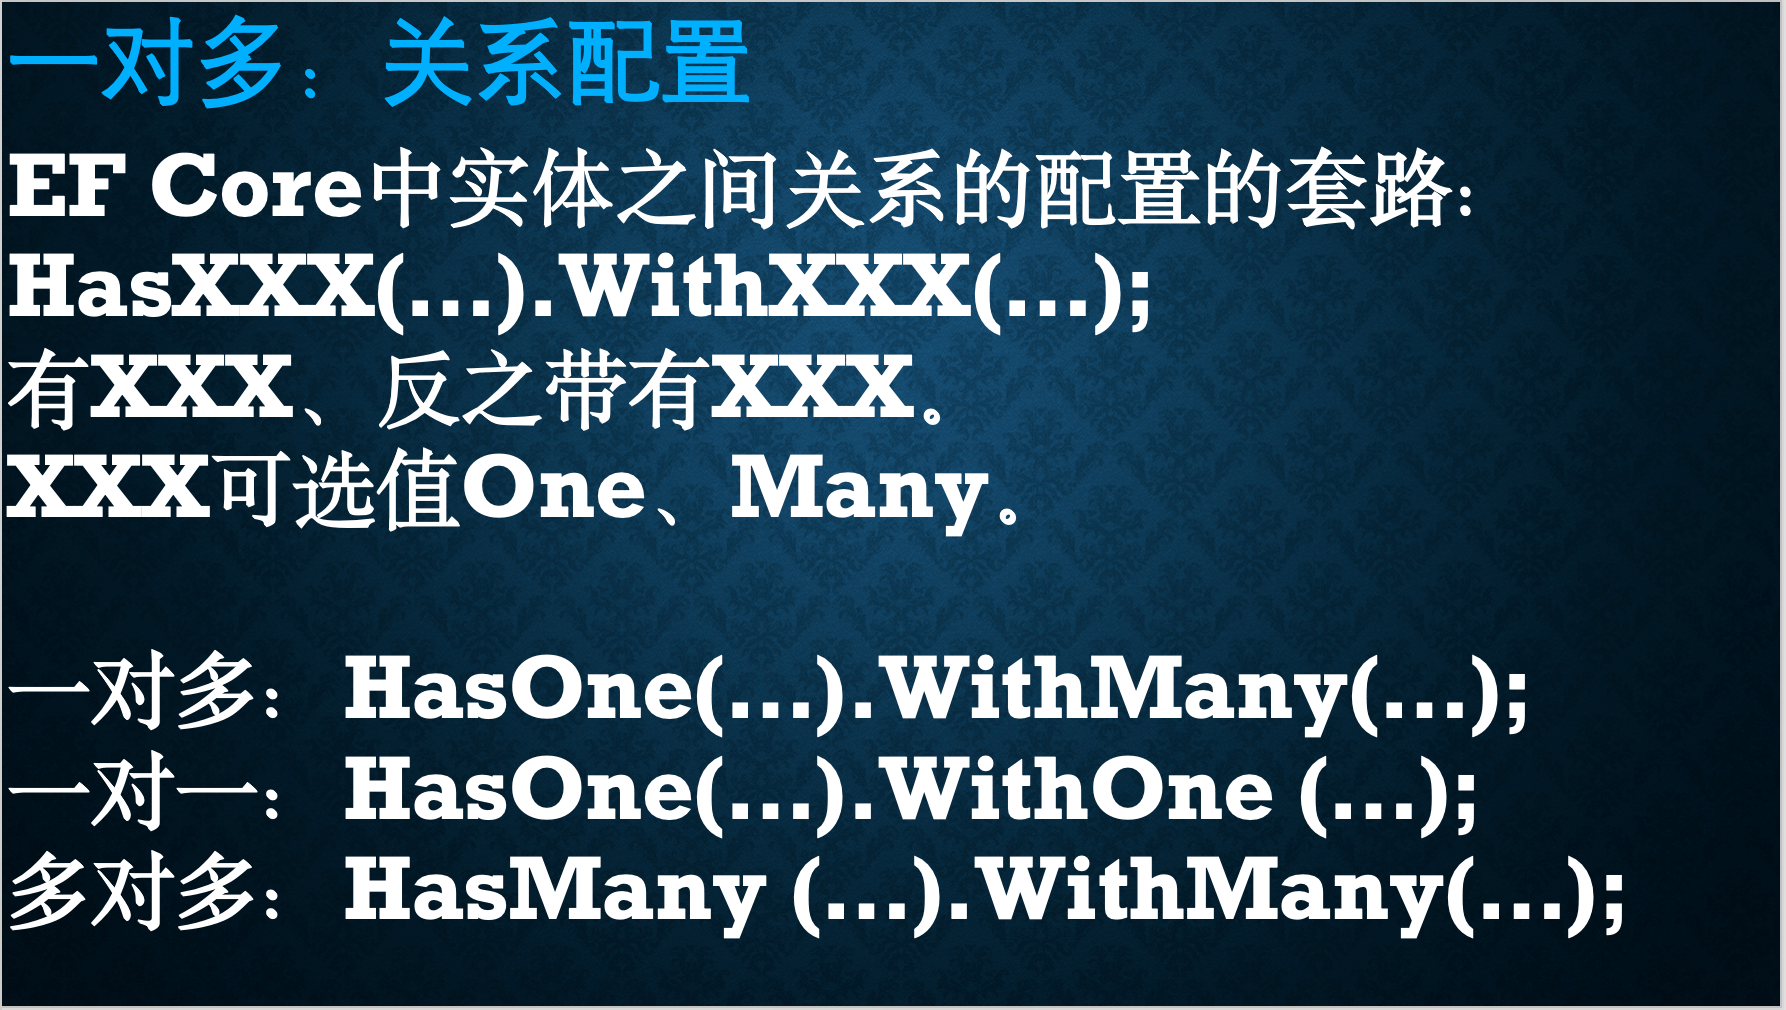 一对多：关系配置
EF Core中实体之间关系的配置的套路：
HasXXX(...).WithXXX(...);
有XXX、反之带有XXX。
XXX可选值One、Many。
一对多：HasOne(...).WithMany(...);
一对一：HasOne(...).WithOne (...);
多对多：HasMany (...).WithMany(...);